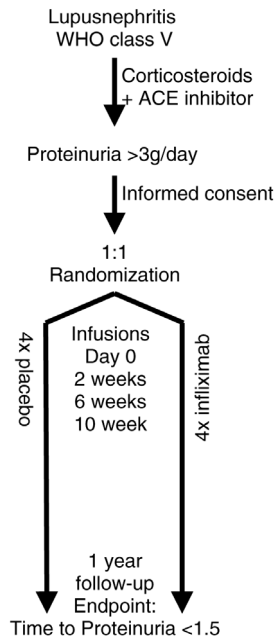 Lupusnephritis
WHO class V
Corticosteroids
+ ACE inhibitor
Proteinuria >3g/day
Informed consent
1:1
Randomization
4x placebo
Infusions
Day 0
2 weeks
6 weeks
10 week
4x infliximab
1 year
follow-up
Endpoint:
Time to Proteinuria <1.5